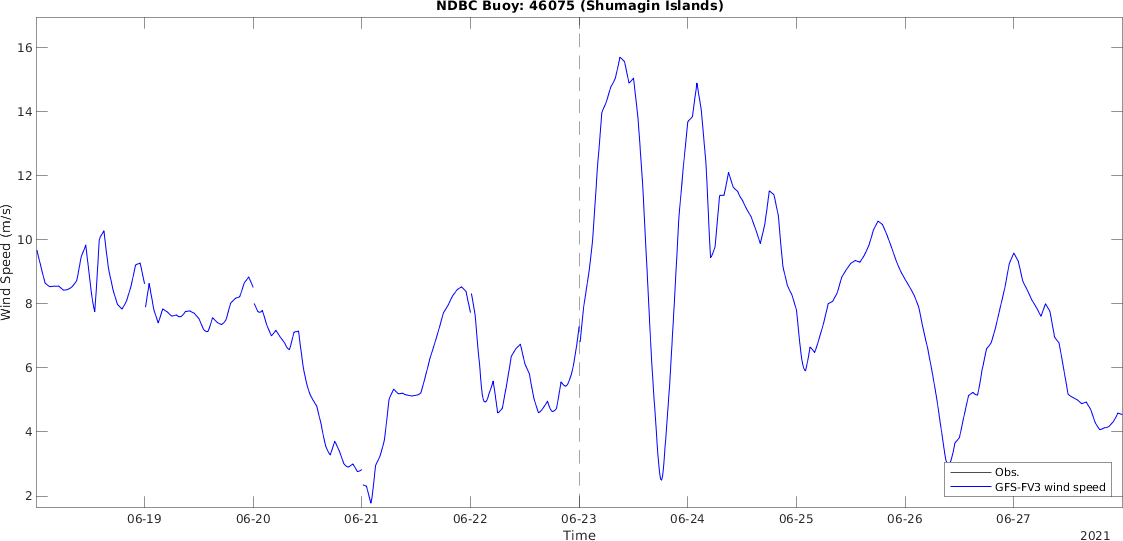 NDBC Buoy: 46075 (Shumagin Islands)
16
14
12
10
8
6
4
2
Wind Speed (m/s)
06-19 06-20 06-21 06-22 06-23 06-24 06-25 06-26 06-27
Time
2021
Obs.
GFS-FV3 wind speed